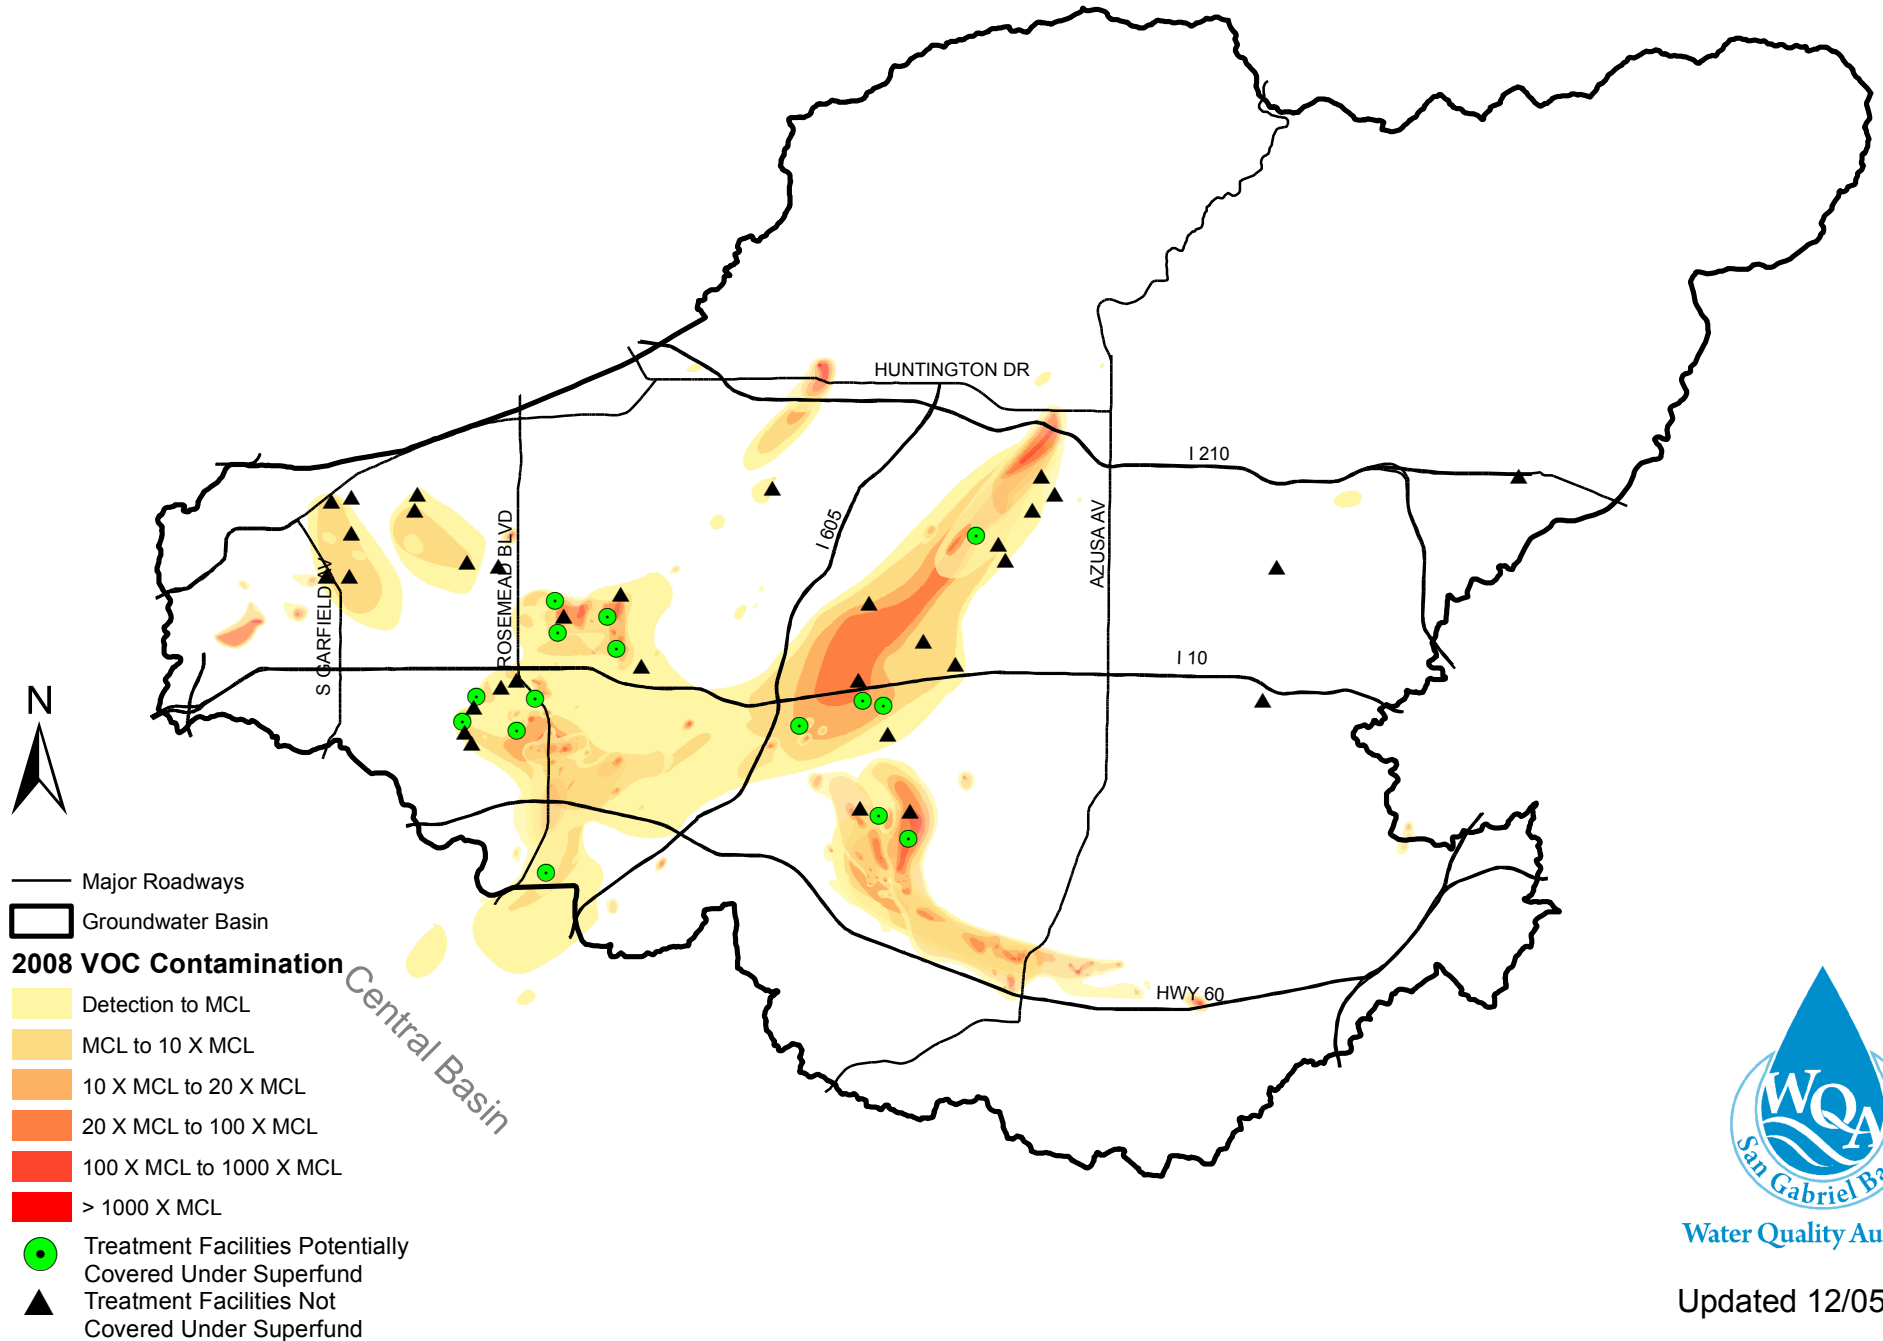 HUNTINGTON DR
I 210
I 605
AZUSA AV
ROSEMEAD BLVD
S GARFIELD AV
I 10
HWY 60
Central Basin
N
Major Roadways
Groundwater Basin
2008 VOC Contamination
Detection to MCL
MCL to 10 X MCL
10 X MCL to 20 X MCL
20 X MCL to 100 X MCL
100 X MCL to 1000 X MCL
> 1000 X MCL
Treatment Facilities Potentially
Covered Under Superfund
Treatment Facilities Not
Covered Under Superfund
WQA
San Gabriel Ba
Water Quality Au
Updated 12/05